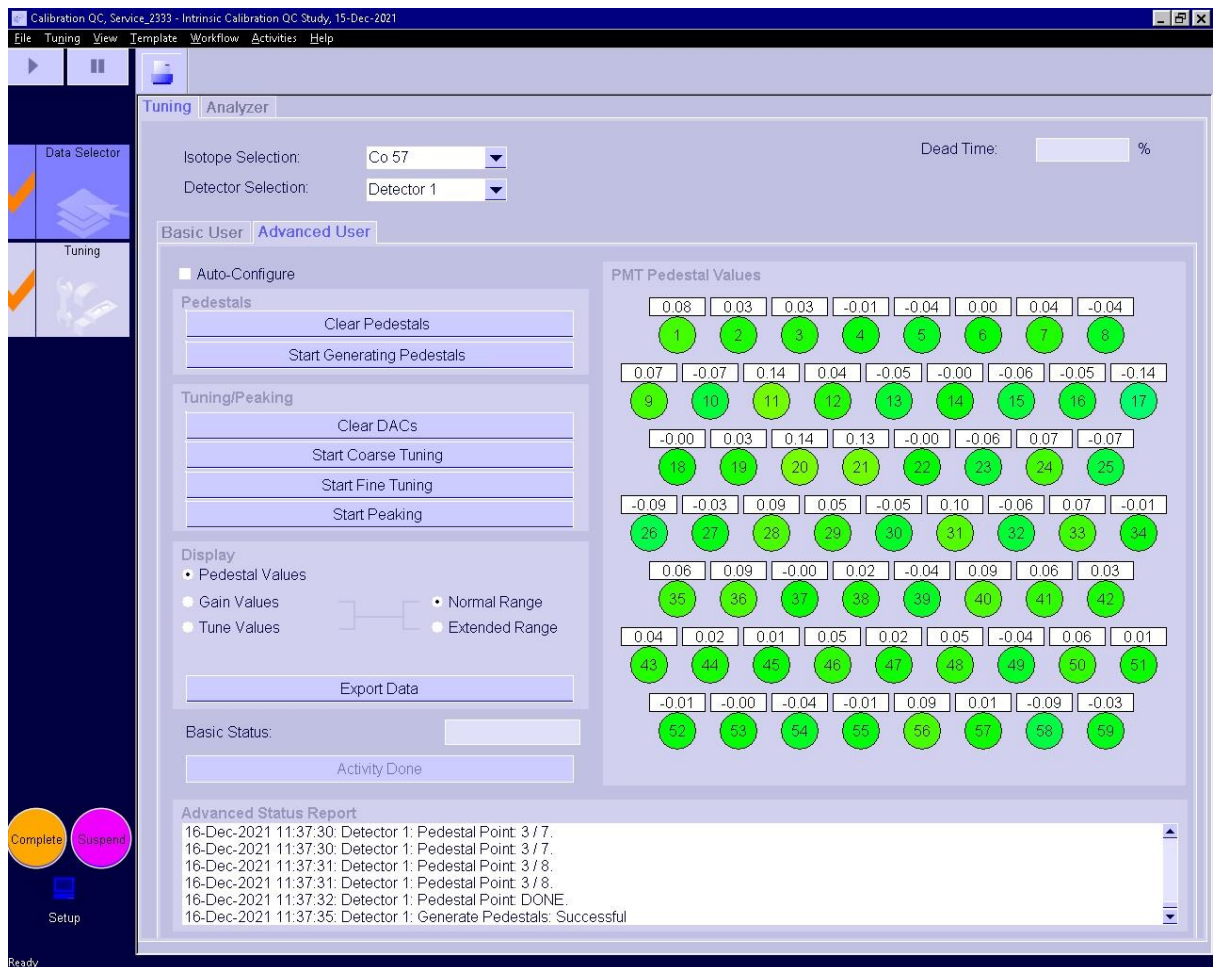 Calibration QC, Service_2333 - Intrinsic Calibration QC Study, 15-Dec-2021
File Tuning View Template Workflow Activities Help
Tuning Analyzer
Data Selector
Isotope Selection: Co 57
Dead Time: %
Detector Selection: Detector 1
Basic User Advanced User
Tuning
Auto-Configure
Pedestals
Clear Pedestals
Start Generating Pedestals
Tuning/Peaking
Clear DACs
Start Coarse Tuning
Start Fine Tuning
Start Peaking
Display
Pedestal Values
Gain Values
Normal Range
Tune Values
Extended Range
Export Data
Basic Status:
Activity Done
PMT Pedestal Values
0.08 0.03 0.03 -0.01 -0.04 0.00 0.04 -0.04
1 2 3 4 5 6 7 8
0.07 -0.07 0.14 0.04 -0.05 -0.00 -0.06 -0.05 -0.14
9 10 11 12 13 14 15 16 17
-0.00 0.03 0.14 0.13 -0.00 -0.06 0.07 -0.07
18 19 20 21 22 23 24 25
-0.09 -0.03 0.09 0.05 -0.05 0.10 -0.06 0.07 -0.01
26 27 28 29 30 31 32 33 34
0.06 0.09 -0.00 0.02 -0.04 0.09 0.06 0.03
35 36 37 38 39 40 41 42
0.04 0.02 0.01 0.05 0.02 0.05 -0.04 0.06 0.01
43 44 45 46 47 48 49 50 51
-0.01 -0.00 -0.04 -0.01 0.09 0.01 -0.09 -0.03
52 53 54 55 56 57 58 59
Advanced Status Report
16-Dec-2021 11:37:30: Detector 1: Pedestal Point: 3 / 7.
16-Dec-2021 11:37:30: Detector 1: Pedestal Point: 3 / 7.
16-Dec-2021 11:37:31: Detector 1: Pedestal Point: 3 / 8.
16-Dec-2021 11:37:31: Detector 1: Pedestal Point: 3 / 8.
16-Dec-2021 11:37:32: Detector 1: Pedestal Point: DONE.
16-Dec-2021 11:37:35: Detector 1: Generate Pedestals: Successful
Complete Suspend
Setup
Ready